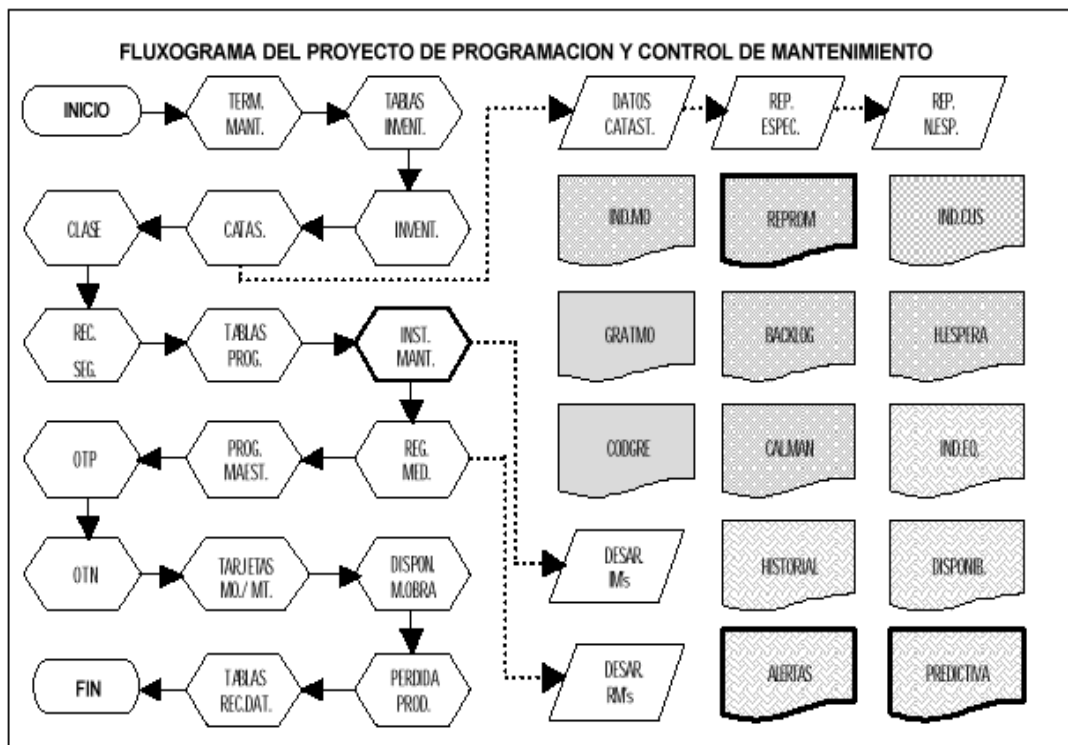 FLUXOGRAMA DEL PROYECTO DE PROGRAMACION Y CONTROL DE MANTENIMIENTO
INICIO
TERM.
MANT.
TABLAS
INVENT.
DATOS
CATAST.
REP.
ESPEC.
REP.
N.ESP.
CLASE
CATAS.
INVENT.
IND.MO
REPROM
IND.CUS
REC.
SEG.
TABLAS
PROG.
INST.
MANT.
GRATMO
BACKLOG
H.ESPERA
OTP
PROG.
MAEST.
REG.
MED.
CODGRE
CALMAN
IND.EQ.
OTN
TARJETAS
MO./ MT.
DISPON.
M.OBRA
DESAR.
IM's
HISTORIAL
DISPONIB.
FIN
TABLAS
REC.DAT.
PERDIDA
PROD.
DESAR.
RM's
ALERTAS
PREDICTIVA